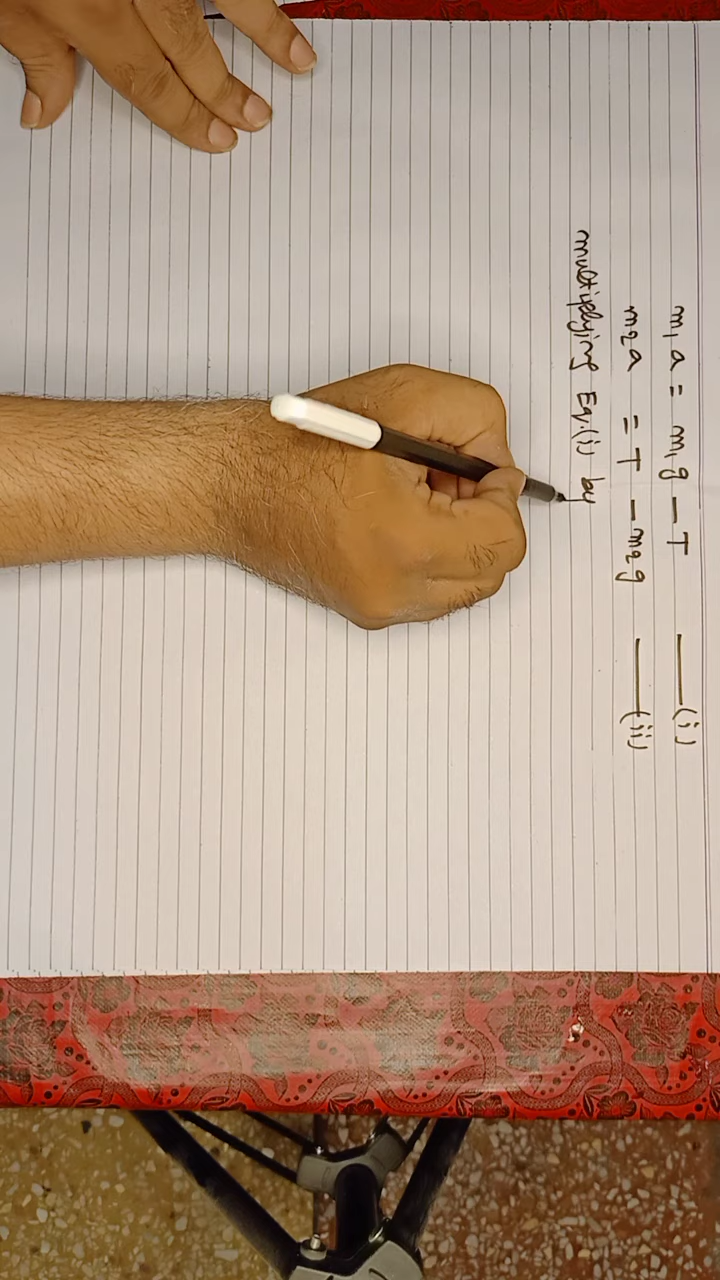 m1a = m1g - T ——(i)
m2a = T - m2g ——(ii)
multiplying Eq.(i) by